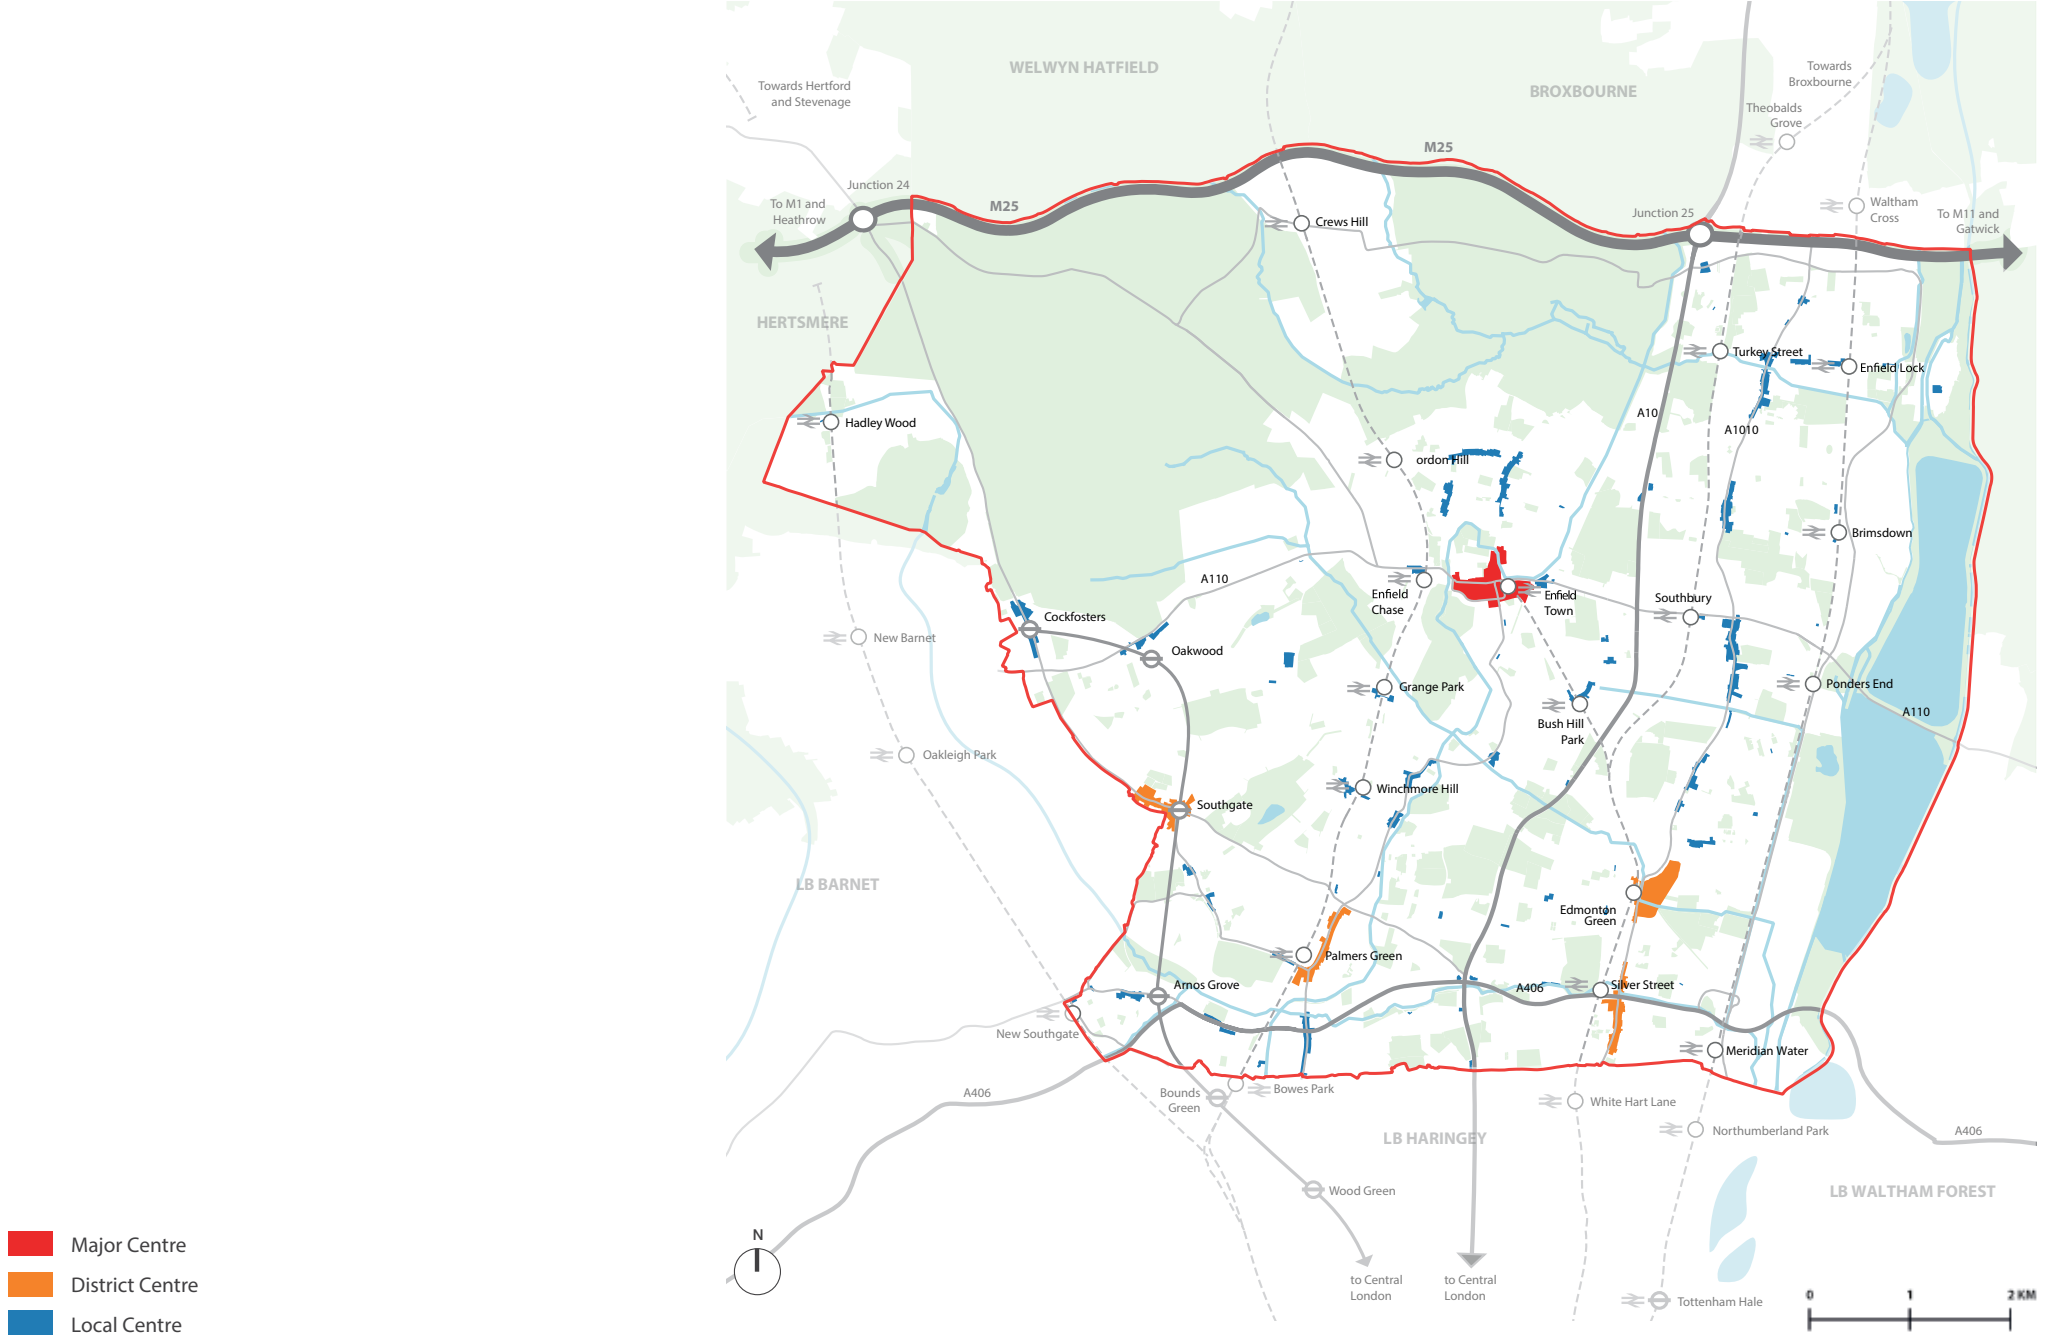 WELWYN HATFIELD
BROXBOURNE
Towards
Broxbourne
Towards Hertford
and Stevenage
Theobalds
Grove
M25
Junction 24
M25
To M1 and
Heathrow
Waltham
Cross
Junction 25
To M11 and
Gatwick
Crews Hill
HERTSMERE
Turkey Street
Enfield Lock
A10
Hadley Wood
A1010
ordon Hill
Brimsdown
A110
Enfield
Chase
Enfield
Town
Southbury
Cockfosters
New Barnet
Oakwood
Grange Park
Ponders End
A110
Bush Hill
Park
Oakleigh Park
Winchmore Hill
Southgate
LB BARNET
Edmonton
Green
Palmers Green
Arnos Grove
A406
Silver Street
New Southgate
Meridian Water
A406
Bounds
Green
Bowes Park
White Hart Lane
LB HARINGEY
Northumberland Park
A406
Wood Green
LB WALTHAM FOREST
N
to Central
London
to Central
London
Tottenham Hale
0 1 2 KM
Major Centre
District Centre
Local Centre